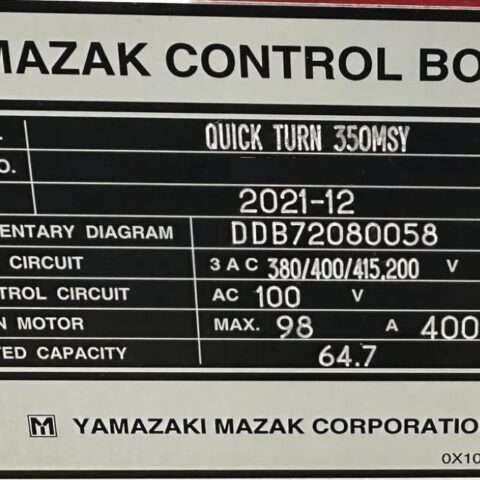 MAZAK CONTROL BO
. QUICK TURN 350MSY
O.
2021-12
ENTARY DIAGRAM DDB72080058
CIRCUIT 3 A C 380/400/415,200 V
TROL CIRCUIT AC 100 V
N MOTOR MAX. 98 A 400
TED CAPACITY 64.7
M YAMAZAKI MAZAK CORPORATIO
0X10